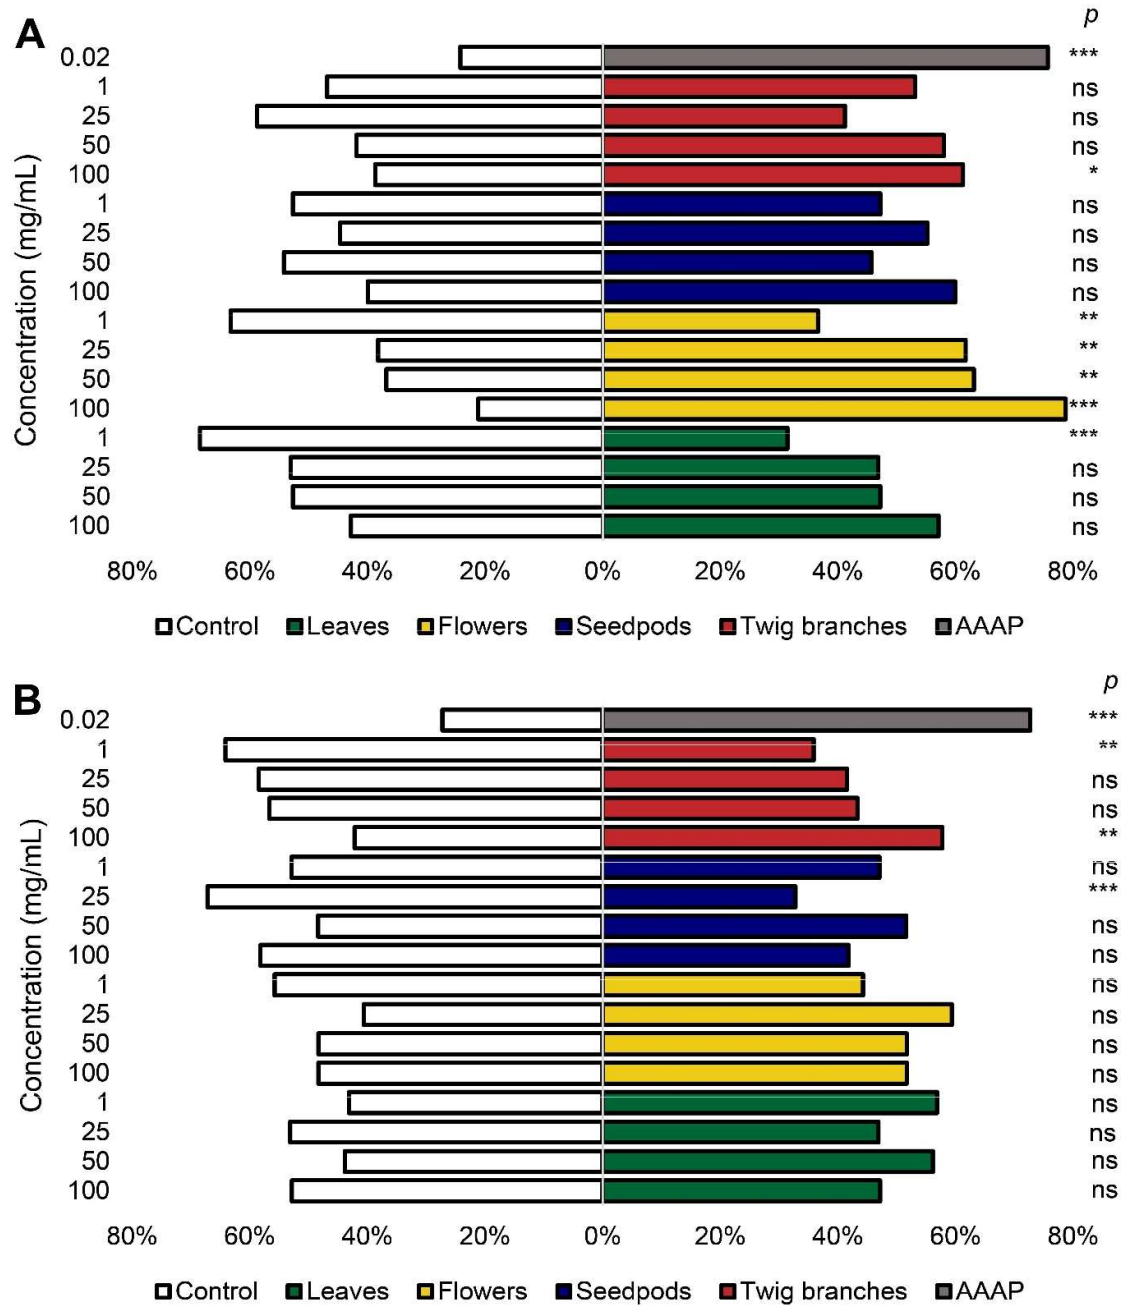 p
A
0.02 ***
1 ns
25 ns
50 ns
100 *
1 ns
25 ns
50 ns
100 ns
1 **
25 **
50 **
100 ***
1 ***
25 ns
50 ns
100 ns
Concentration (mg/mL)
80% 60% 40% 20% 0% 20% 40% 60% 80%
Control Leaves Flowers Seedpods Twig branches AAAP
p
B
0.02 ***
1 **
25 ns
50 ns
100 **
1 ns
25 ***
50 ns
100 ns
1 ns
25 ns
50 ns
100 ns
1 ns
25 ns
50 ns
100 ns
Concentration (mg/mL)
80% 60% 40% 20% 0% 20% 40% 60% 80%
Control Leaves Flowers Seedpods Twig branches AAAP